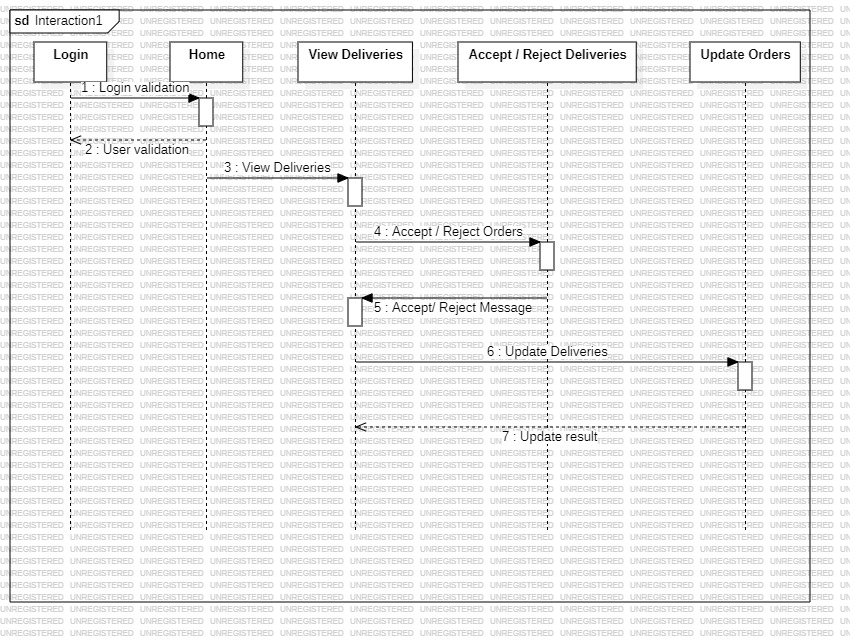 sd Interaction1
Login
Home
View Deliveries
Accept / Reject Deliveries
Update Orders
1 : Login validation
2 : User validation
3 : View Deliveries
4 : Accept / Reject Orders
5 : Accept/ Reject Message
6 : Update Deliveries
7 : Update result
UNREGISTERED